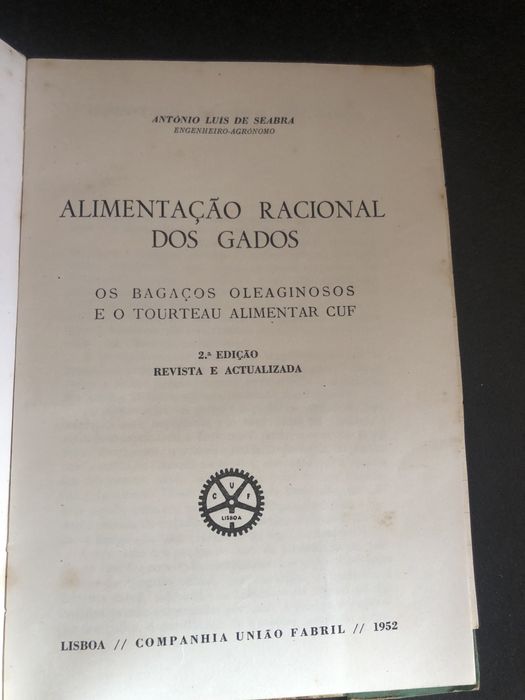 ANTÓNIO LUIS DE SEABRA
ENGENHEIRO-AGRÓNOMO
ALIMENTAÇÃO RACIONAL
DOS GADOS
OS BAGAÇOS OLEAGINOSOS
E O TOURTEAU ALIMENTAR CUF
2.ª EDIÇÃO
REVISTA E ACTUALIZADA
C U F
LISBOA
LISBOA // COMPANHIA UNIÃO FABRIL // 1952